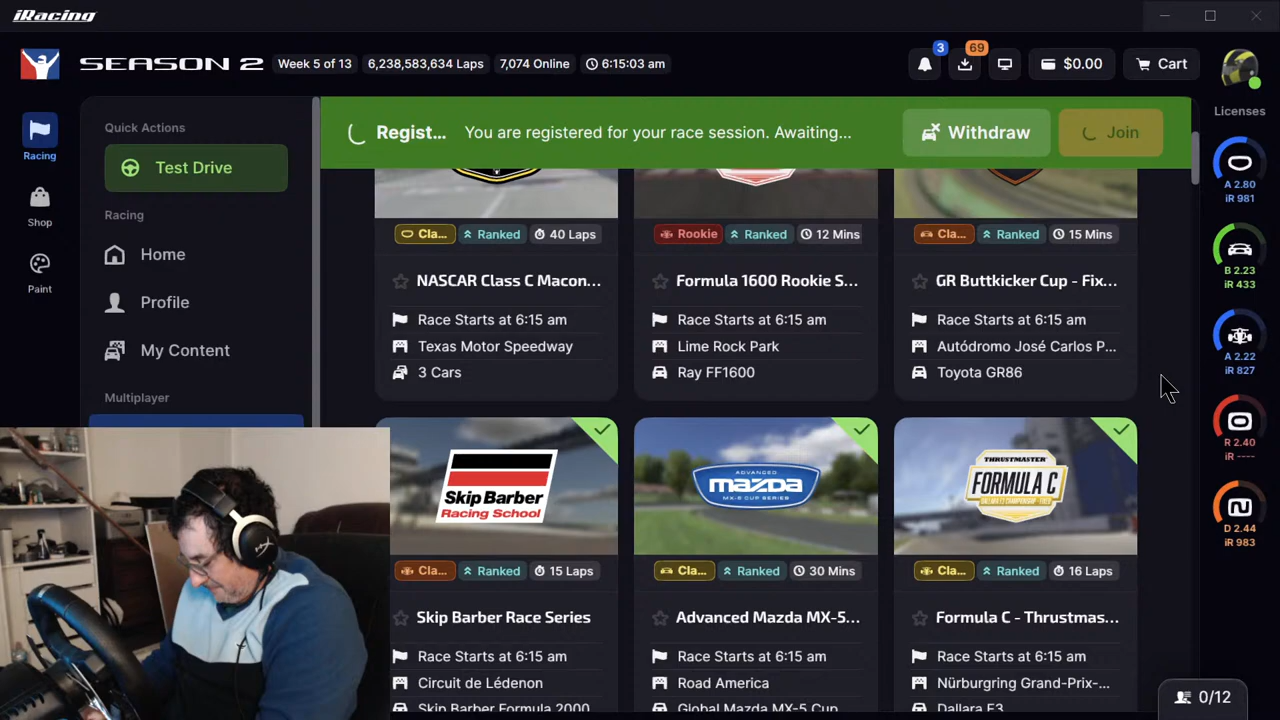 iRacing
SEASON 2
Week 5 of 13
6,238,583,634 Laps
7,074 Online
6:15:03 am
3
69
$0.00
Cart
Racing
Shop
Paint
Quick Actions
Test Drive
Racing
Home
Profile
My Content
Multiplayer
Regist...
You are registered for your race session. Awaiting...
Withdraw
Join
Cla...
Ranked
40 Laps
NASCAR Class C Macon...
Race Starts at 6:15 am
Texas Motor Speedway
3 Cars
Rookie
Ranked
12 Mins
Formula 1600 Rookie S...
Race Starts at 6:15 am
Lime Rock Park
Ray FF1600
Cla...
Ranked
15 Mins
GR Buttkicker Cup - Fix...
Race Starts at 6:15 am
Autódromo José Carlos P...
Toyota GR86
Skip Barber
Racing School
Cla...
Ranked
15 Laps
Skip Barber Race Series
Race Starts at 6:15 am
Circuit de Lédenon
Skip Barber Formula 2000
ADVANCED
mazda
MX-5 CUP SERIES
Cla...
Ranked
30 Mins
Advanced Mazda MX-5...
Race Starts at 6:15 am
Road America
Global Mazda MX-5 Cup
THRUSTMASTER
FORMULA C
Cla...
Ranked
16 Laps
Formula C - Thrustmas...
Race Starts at 6:15 am
Nürburgring Grand-Prix-...
Dallara F3
Licenses
A 2.80
iR 981
B 2.23
iR 433
A 2.22
iR 827
R 2.40
iR ----
D 2.44
iR 983
0/12